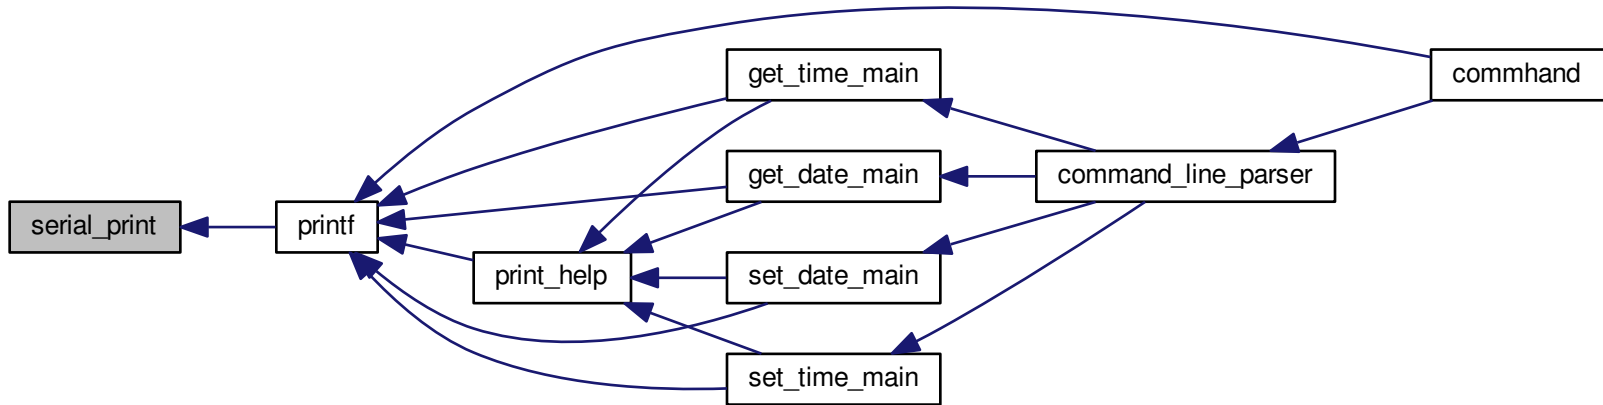 serial_print
printf
print_help
get_time_main
get_date_main
set_date_main
set_time_main
command_line_parser
commhand